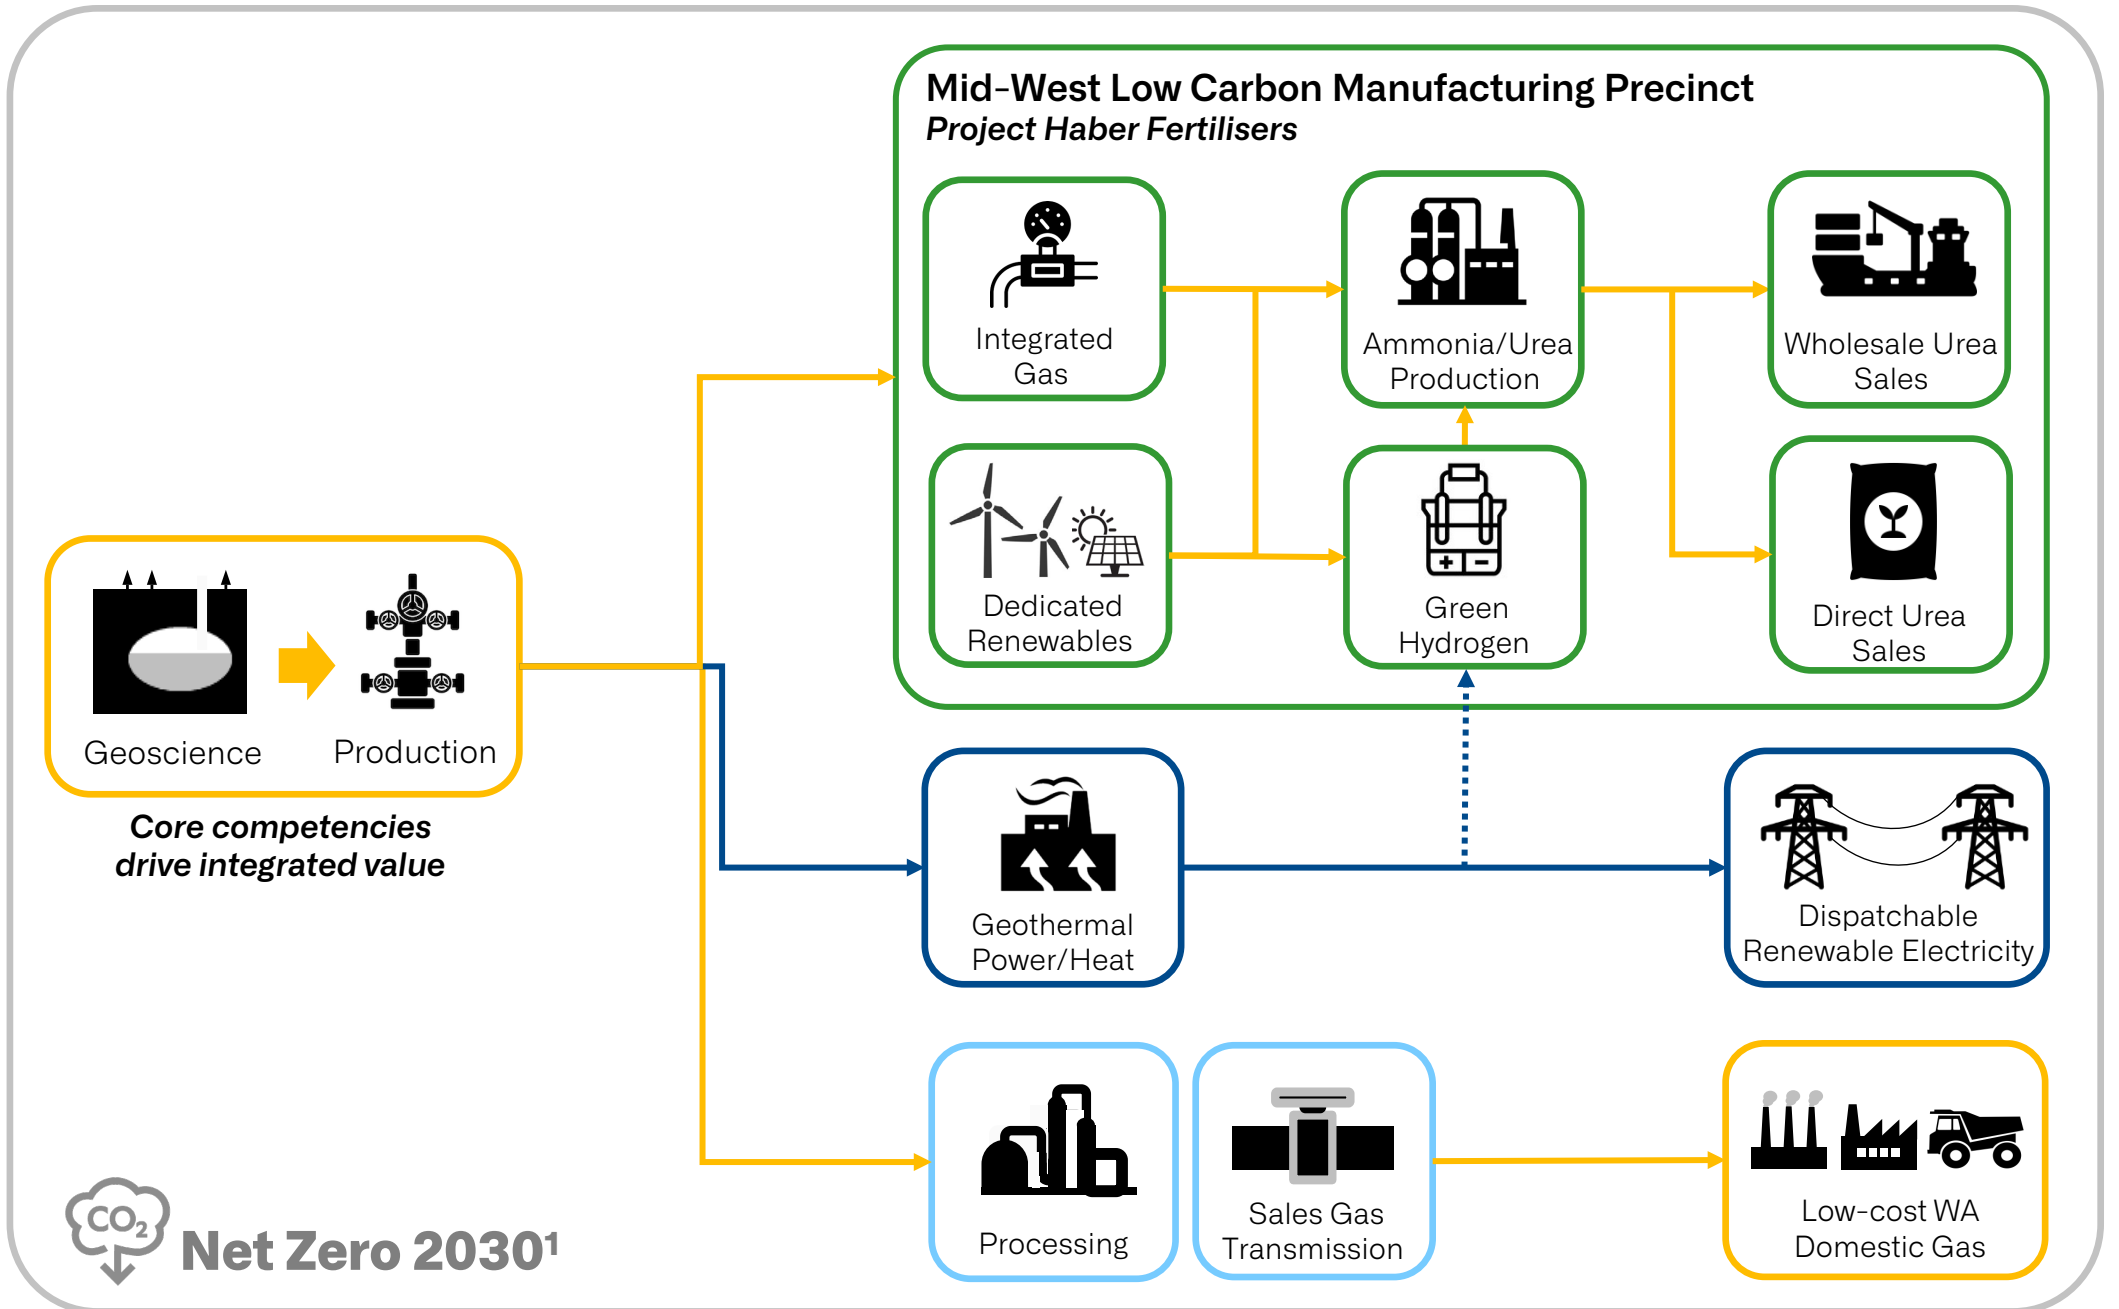 Mid-West Low Carbon Manufacturing Precinct
Project Haber Fertilisers
Integrated
Gas
Ammonia/Urea
Production
Wholesale Urea
Sales
Dedicated
Renewables
Green
Hydrogen
Direct Urea
Sales
Geoscience
Production
Core competencies
drive integrated value
Geothermal
Power/Heat
Dispatchable
Renewable Electricity
Processing
Sales Gas
Transmission
Low-cost WA
Domestic Gas
CO₂
Net Zero 2030¹